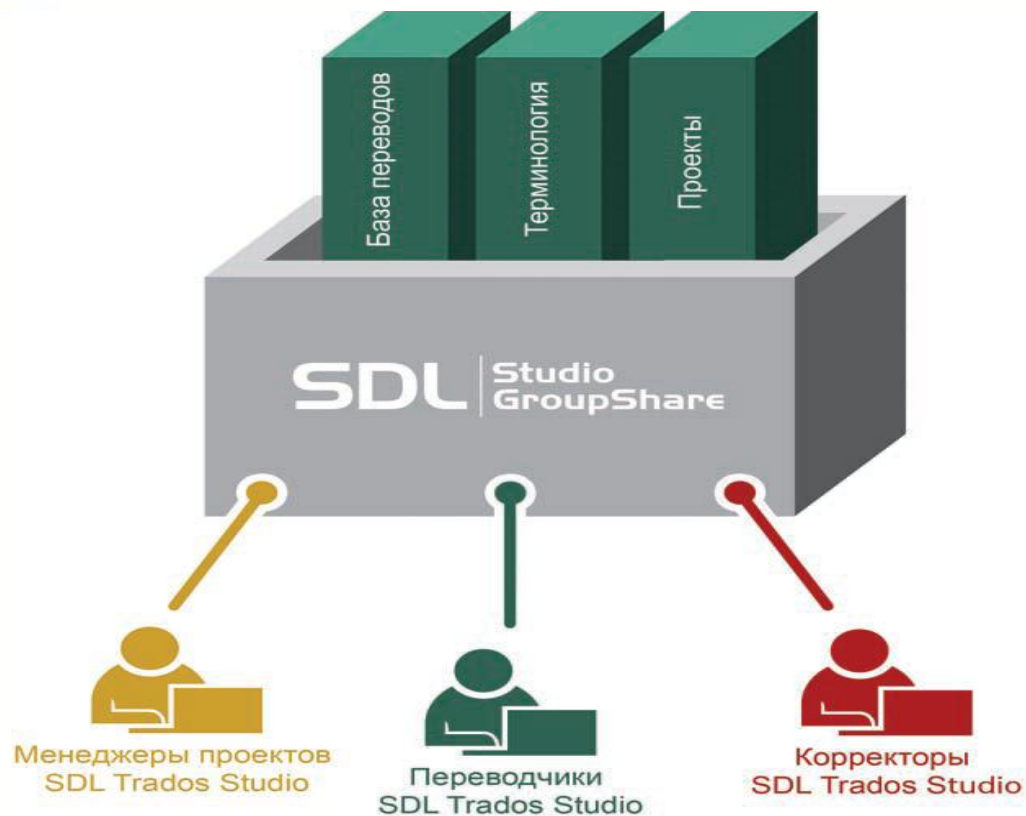 База переводов
Терминология
Проекты
SDL Studio
GroupShare
Менеджеры проектов
SDL Trados Studio
Переводчики
SDL Trados Studio
Корректоры
SDL Trados Studio